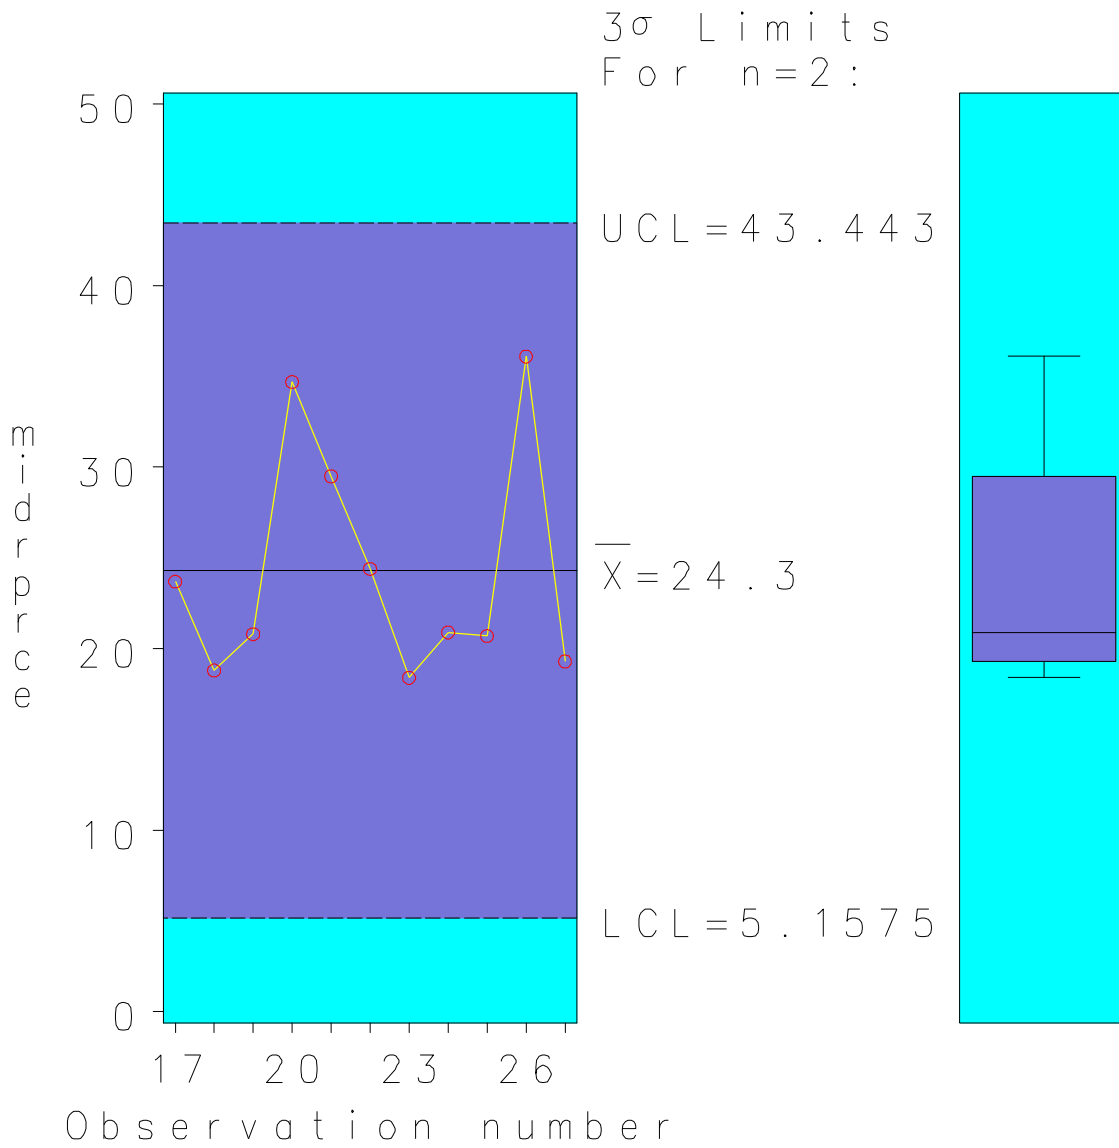 3σ Limits
For n=2:
50
40
30
20
10
0
midrprce
UCL=43.443
X̅=24.3
LCL=5.1575
17 20 23 26
Observation number